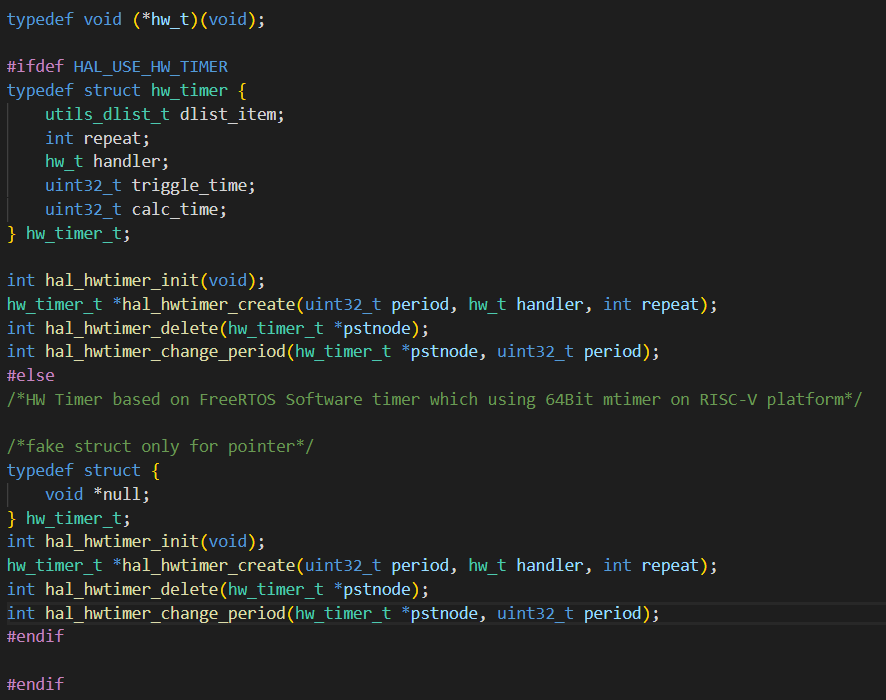 typedef void (*hw_t)(void);
#ifdef HAL_USE_HW_TIMER
typedef struct hw_timer {
    utils_dlist_t dlist_item;
    int repeat;
    hw_t handler;
    uint32_t triggle_time;
    uint32_t calc_time;
} hw_timer_t;
int hal_hwtimer_init(void);
hw_timer_t *hal_hwtimer_create(uint32_t period, hw_t handler, int repeat);
int hal_hwtimer_delete(hw_timer_t *pstnode);
int hal_hwtimer_change_period(hw_timer_t *pstnode, uint32_t period);
#else
/*HW Timer based on FreeRTOS Software timer which using 64Bit mtimer on RISC-V platform*/
/*fake struct only for pointer*/
typedef struct {
    void *null;
} hw_timer_t;
int hal_hwtimer_init(void);
hw_timer_t *hal_hwtimer_create(uint32_t period, hw_t handler, int repeat);
int hal_hwtimer_delete(hw_timer_t *pstnode);
int hal_hwtimer_change_period(hw_timer_t *pstnode, uint32_t period);
#endif
#endif